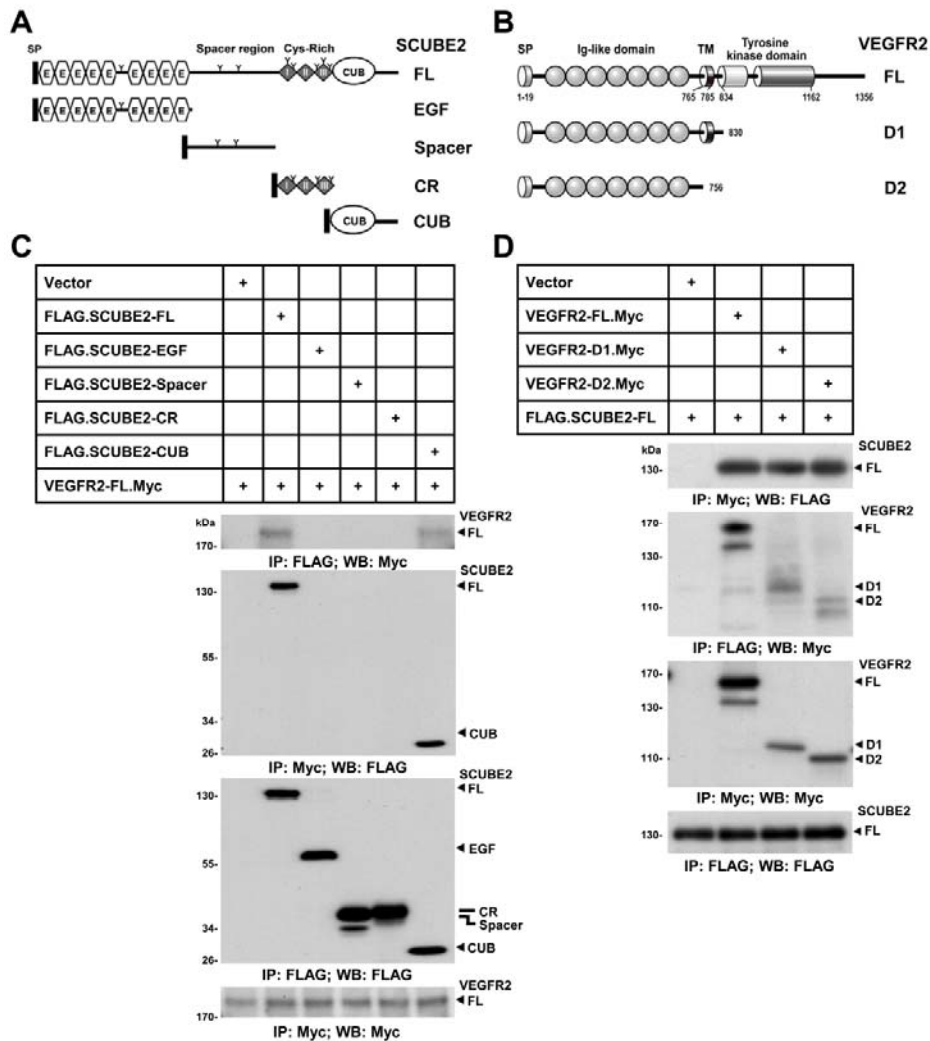 A
SP
Spacer region
Cys-Rich
SCUBE2
E E E E E E E E E
I II III
CUB
FL
E E E E E E E E E
EGF
Spacer
I II III
CR
CUB
CUB
B
SP
Ig-like domain
TM
Tyrosine
kinase domain
VEGFR2
FL
1-19
765
785
834
1162
1356
830
D1
756
D2
C
Vector +
FLAG.SCUBE2-FL +
FLAG.SCUBE2-EGF +
FLAG.SCUBE2-Spacer +
FLAG.SCUBE2-CR +
FLAG.SCUBE2-CUB +
VEGFR2-FL.Myc + + + + + +
kDa
VEGFR2
FL
170-
IP: FLAG; WB: Myc
SCUBE2
FL
130-
55-
34-
CUB
26-
IP: Myc; WB: FLAG
SCUBE2
FL
130-
EGF
55-
CR
Spacer
34-
CUB
26-
IP: FLAG; WB: FLAG
VEGFR2
FL
170-
IP: Myc; WB: Myc
D
Vector +
VEGFR2-FL.Myc +
VEGFR2-D1.Myc +
VEGFR2-D2.Myc +
FLAG.SCUBE2-FL + + + +
kDa
SCUBE2
130-
FL
IP: Myc; WB: FLAG
VEGFR2
170-
FL
130-
D1
D2
110-
IP: FLAG; WB: Myc
VEGFR2
170-
FL
130-
D1
110-
D2
IP: Myc; WB: Myc
SCUBE2
130-
FL
IP: FLAG; WB: FLAG